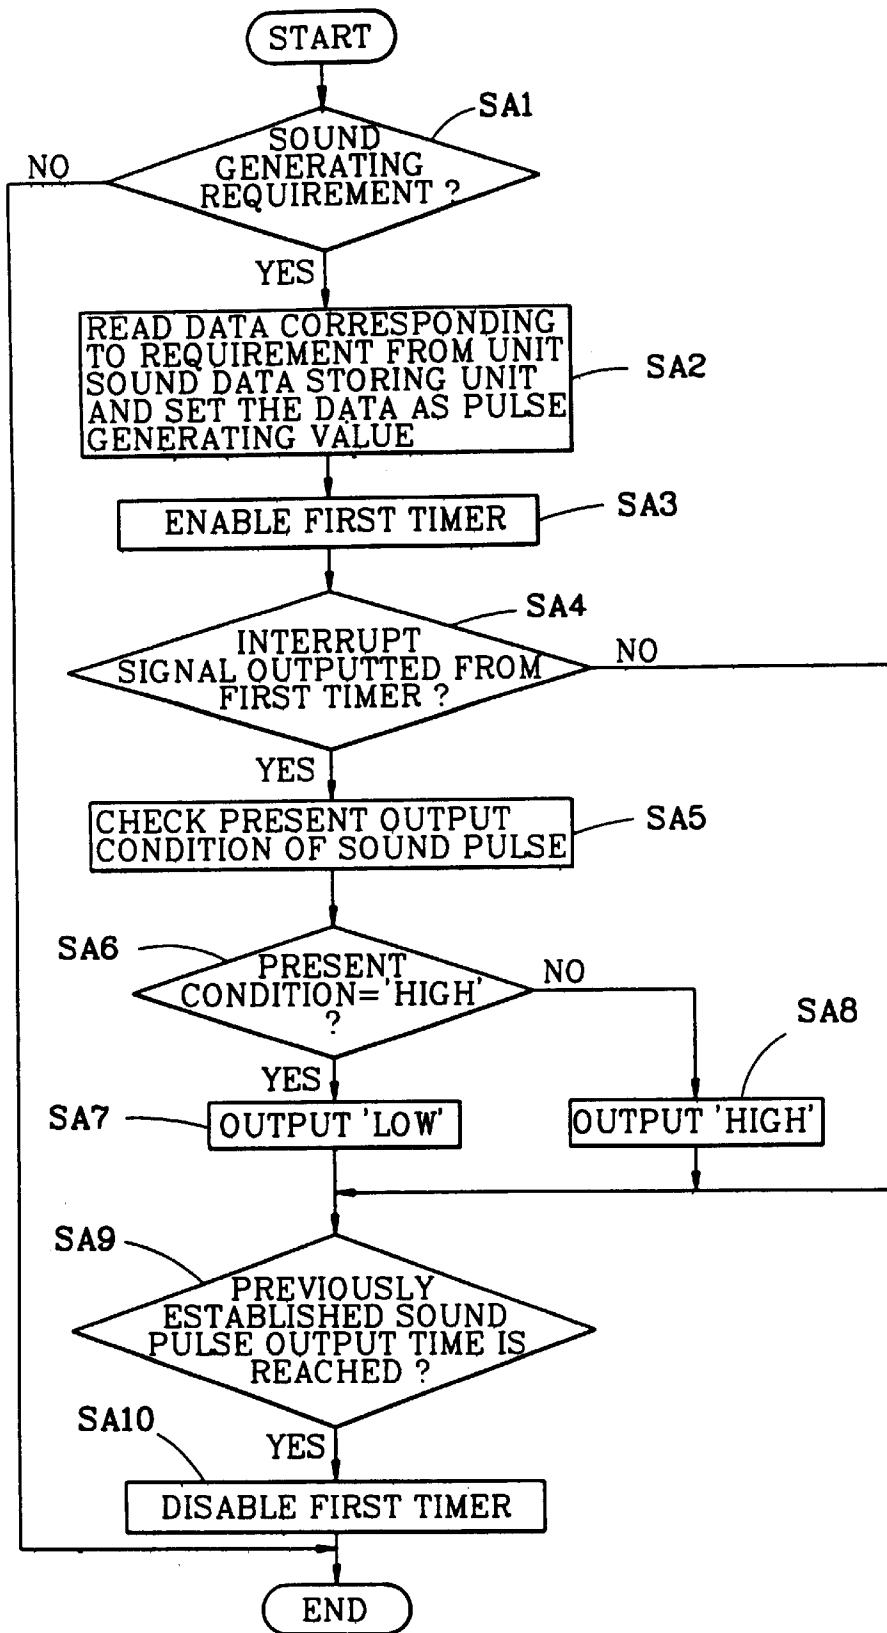 START
SA1
SOUND
GENERATING
REQUIREMENT ?
NO
YES
READ DATA CORRESPONDING
TO REQUIREMENT FROM UNIT
SOUND DATA STORING UNIT
AND SET THE DATA AS PULSE
GENERATING VALUE
SA2
ENABLE FIRST TIMER
SA3
SA4
INTERRUPT
SIGNAL OUTPUTTED FROM
FIRST TIMER ?
NO
YES
CHECK PRESENT OUTPUT
CONDITION OF SOUND PULSE
SA5
SA6
PRESENT
CONDITION='HIGH'
?
NO
YES
SA7
OUTPUT 'LOW'
SA8
OUTPUT 'HIGH'
SA9
PREVIOUSLY
ESTABLISHED SOUND
PULSE OUTPUT TIME IS
REACHED ?
SA10
YES
DISABLE FIRST TIMER
END